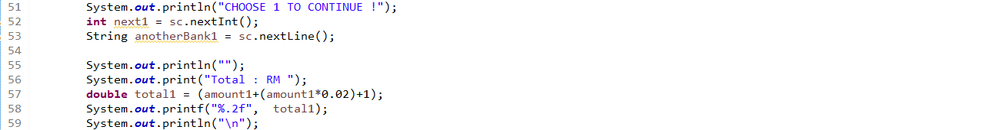 51 System.out.println("CHOOSE 1 TO CONTINUE !");
52 int next1 = sc.nextInt();
53 String anotherBank1 = sc.nextLine();
54
55 System.out.println("");
56 System.out.print("Total : RM ");
57 double total1 = (amount1+(amount1*0.02)+1);
58 System.out.printf("%.2f",  total1);
59 System.out.println("\n");